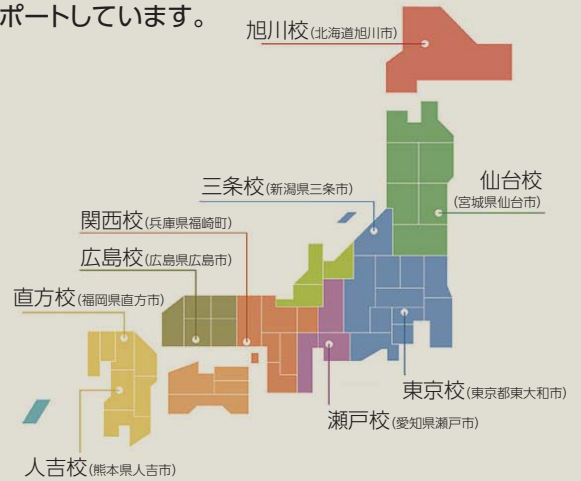 ポートしています。
旭川校(北海道旭川市)
仙台校
(宮城県仙台市)
三条校(新潟県三条市)
関西校(兵庫県福崎町)
広島校(広島県広島市)
直方校(福岡県直方市)
東京校(東京都東大和市)
瀬戸校(愛知県瀬戸市)
人吉校(熊本県人吉市)